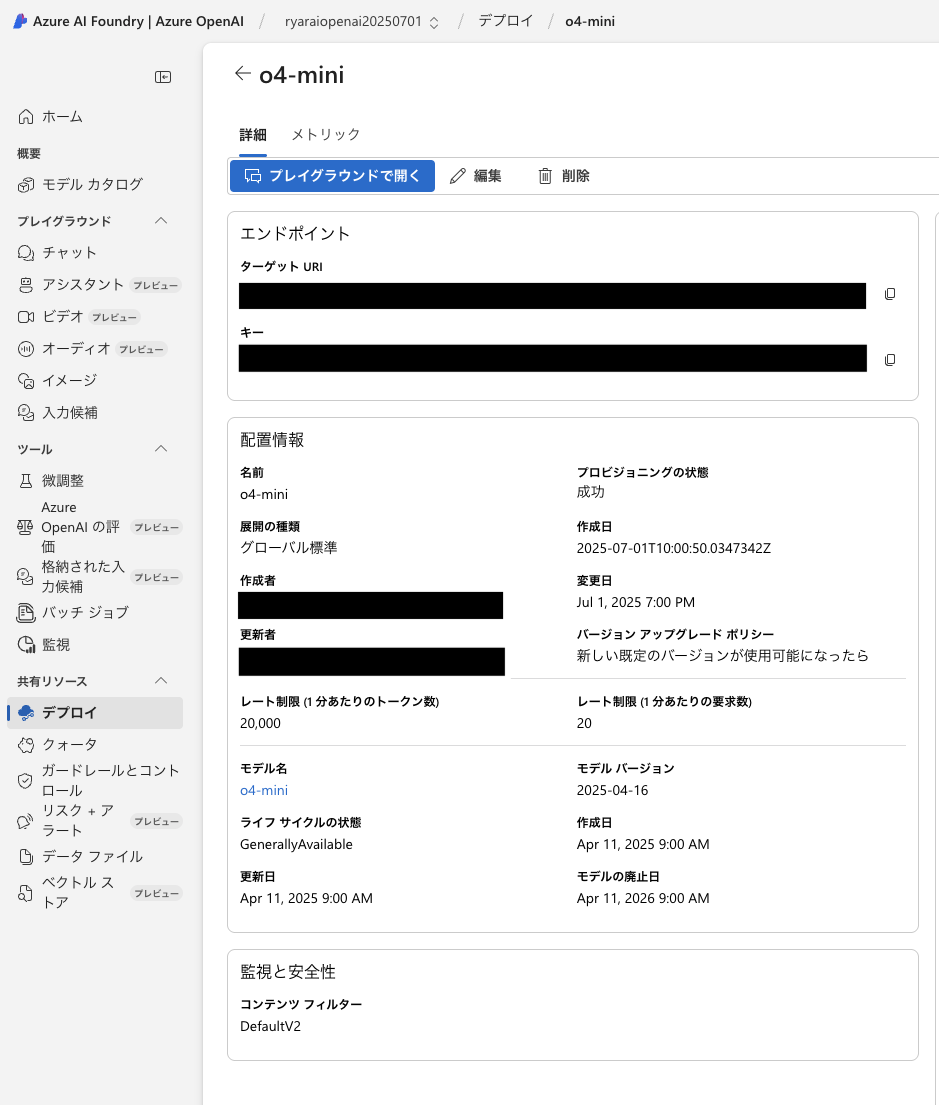 Azure AI Foundry | Azure OpenAI / ryaraiopenai20250701 / デプロイ / o4-mini
ホーム
概要
モデル カタログ
プレイグラウンド
チャット
アシスタント プレビュー
ビデオ プレビュー
オーディオ プレビュー
イメージ
入力候補
ツール
微調整
Azure
OpenAI の評
価
プレビュー
格納された入
力候補
プレビュー
バッチ ジョブ
監視
共有リソース
デプロイ
クォータ
ガードレールとコント
ロール
リスク + ア
ラート
プレビュー
データ ファイル
ベクトル ス
トア
プレビュー
o4-mini
詳細 メトリック
プレイグラウンドで開く 編集 削除
エンドポイント
ターゲット URI
キー
配置情報
名前
o4-mini
プロビジョニングの状態
成功
展開の種類
グローバル標準
作成日
2025-07-01T10:00:50.0347342Z
作成者
変更日
Jul 1, 2025 7:00 PM
更新者
バージョン アップグレード ポリシー
新しい既定のバージョンが使用可能になったら
レート制限 (1 分あたりのトークン数)
20,000
レート制限 (1 分あたりの要求数)
20
モデル名
o4-mini
モデル バージョン
2025-04-16
ライフ サイクルの状態
GenerallyAvailable
作成日
Apr 11, 2025 9:00 AM
更新日
Apr 11, 2025 9:00 AM
モデルの廃止日
Apr 11, 2026 9:00 AM
監視と安全性
コンテンツ フィルター
DefaultV2